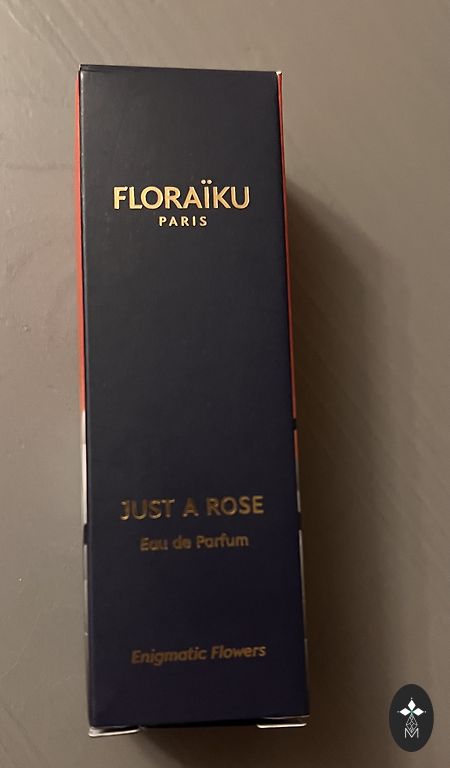 FLORAÏKU
PARIS
JUST A ROSE
Eau de Parfum
Enigmatic Flowers
M